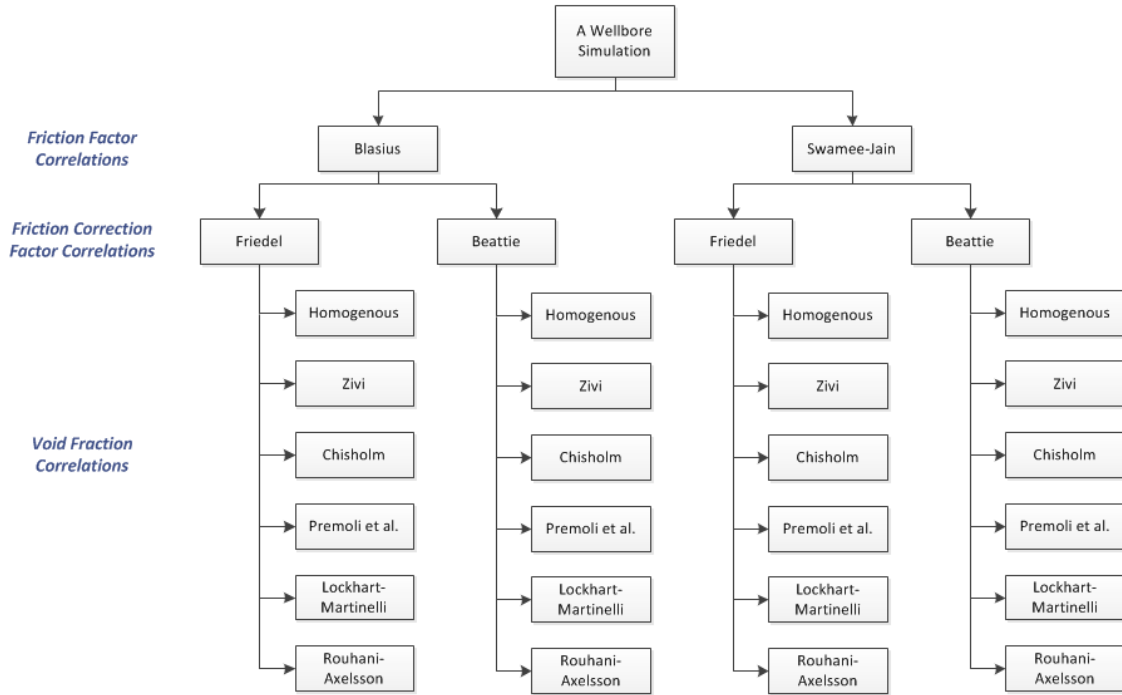 A Wellbore
Simulation
Friction Factor
Correlations
Blasius
Swamee-Jain
Friction Correction
Factor Correlations
Friedel
Beattie
Friedel
Beattie
Homogenous
Homogenous
Homogenous
Homogenous
Zivi
Zivi
Zivi
Zivi
Void Fraction
Correlations
Chisholm
Chisholm
Chisholm
Chisholm
Premoli et al.
Premoli et al.
Premoli et al.
Premoli et al.
Lockhart-
Martinelli
Lockhart-
Martinelli
Lockhart-
Martinelli
Lockhart-
Martinelli
Rouhani-
Axelsson
Rouhani-
Axelsson
Rouhani-
Axelsson
Rouhani-
Axelsson